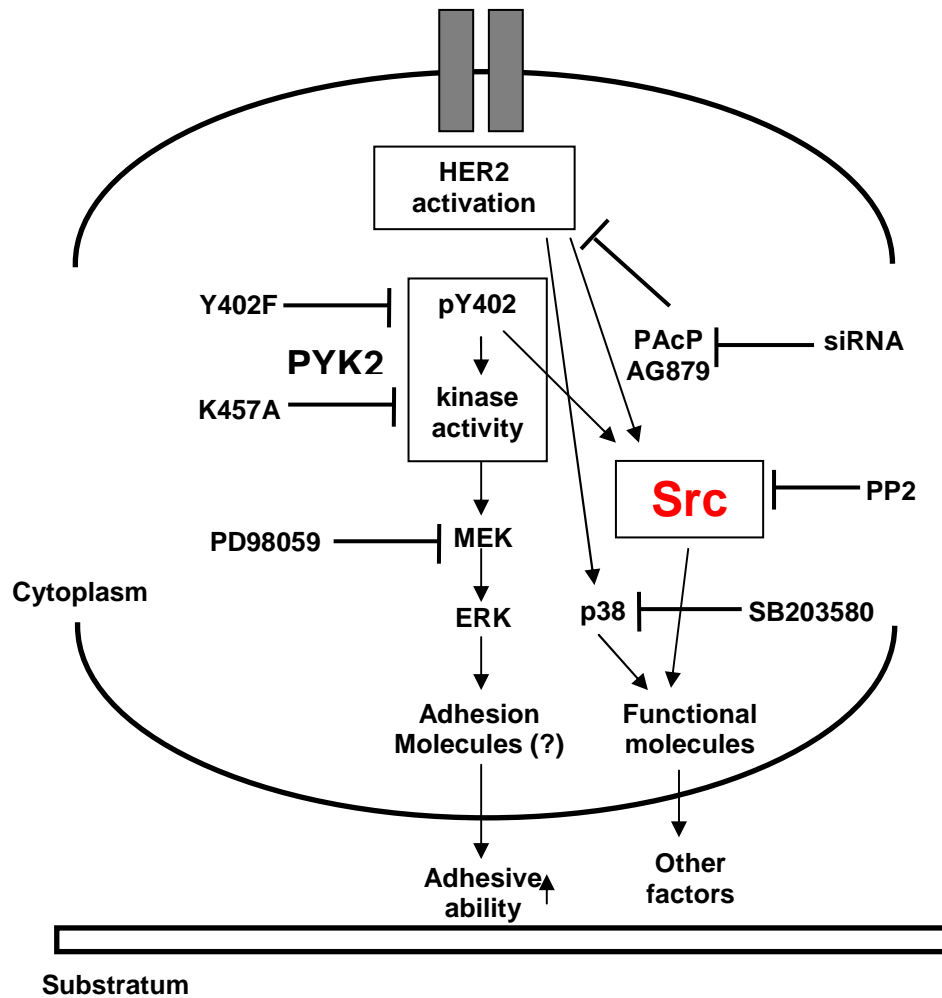 HER2
activation
Y402F
pY402
PAcP
AG879
siRNA
PYK2
K457A
kinase
activity
Src
PP2
PD98059
MEK
Cytoplasm
ERK
p38
SB203580
Adhesion
Molecules (?)
Functional
molecules
Adhesive
ability
Other
factors
Substratum